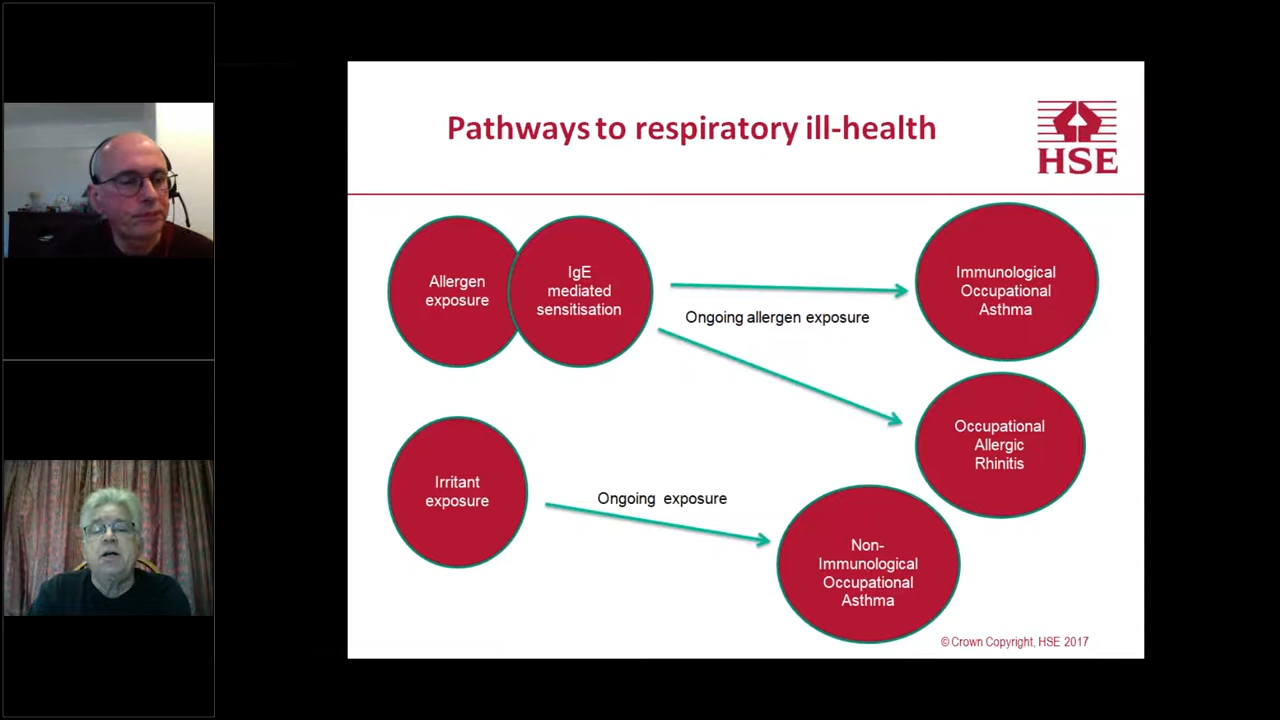 Pathways to respiratory ill-health
HSE
Allergen
exposure
IgE
mediated
sensitisation
Ongoing allergen exposure
Immunological
Occupational
Asthma
Occupational
Allergic
Rhinitis
Irritant
exposure
Ongoing exposure
Non-
Immunological
Occupational
Asthma
© Crown Copyright, HSE 2017